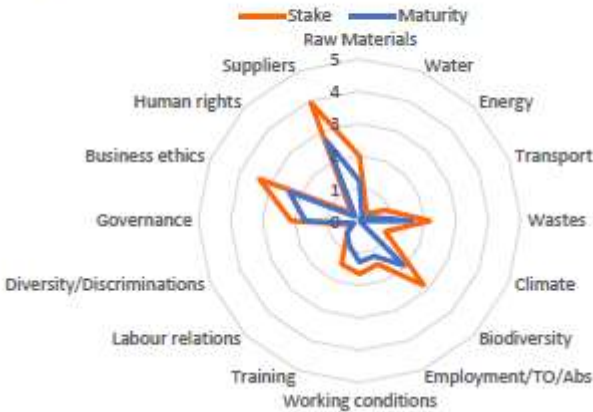 Stake Maturity
Raw Materials
Suppliers 5 Water
Human rights 4 Energy
3
Business ethics Transport
1
Governance 0 Wastes
Diversity/Discriminations Climate
Labour relations Biodiversity
Training Employment/TO/Abs
Working conditions